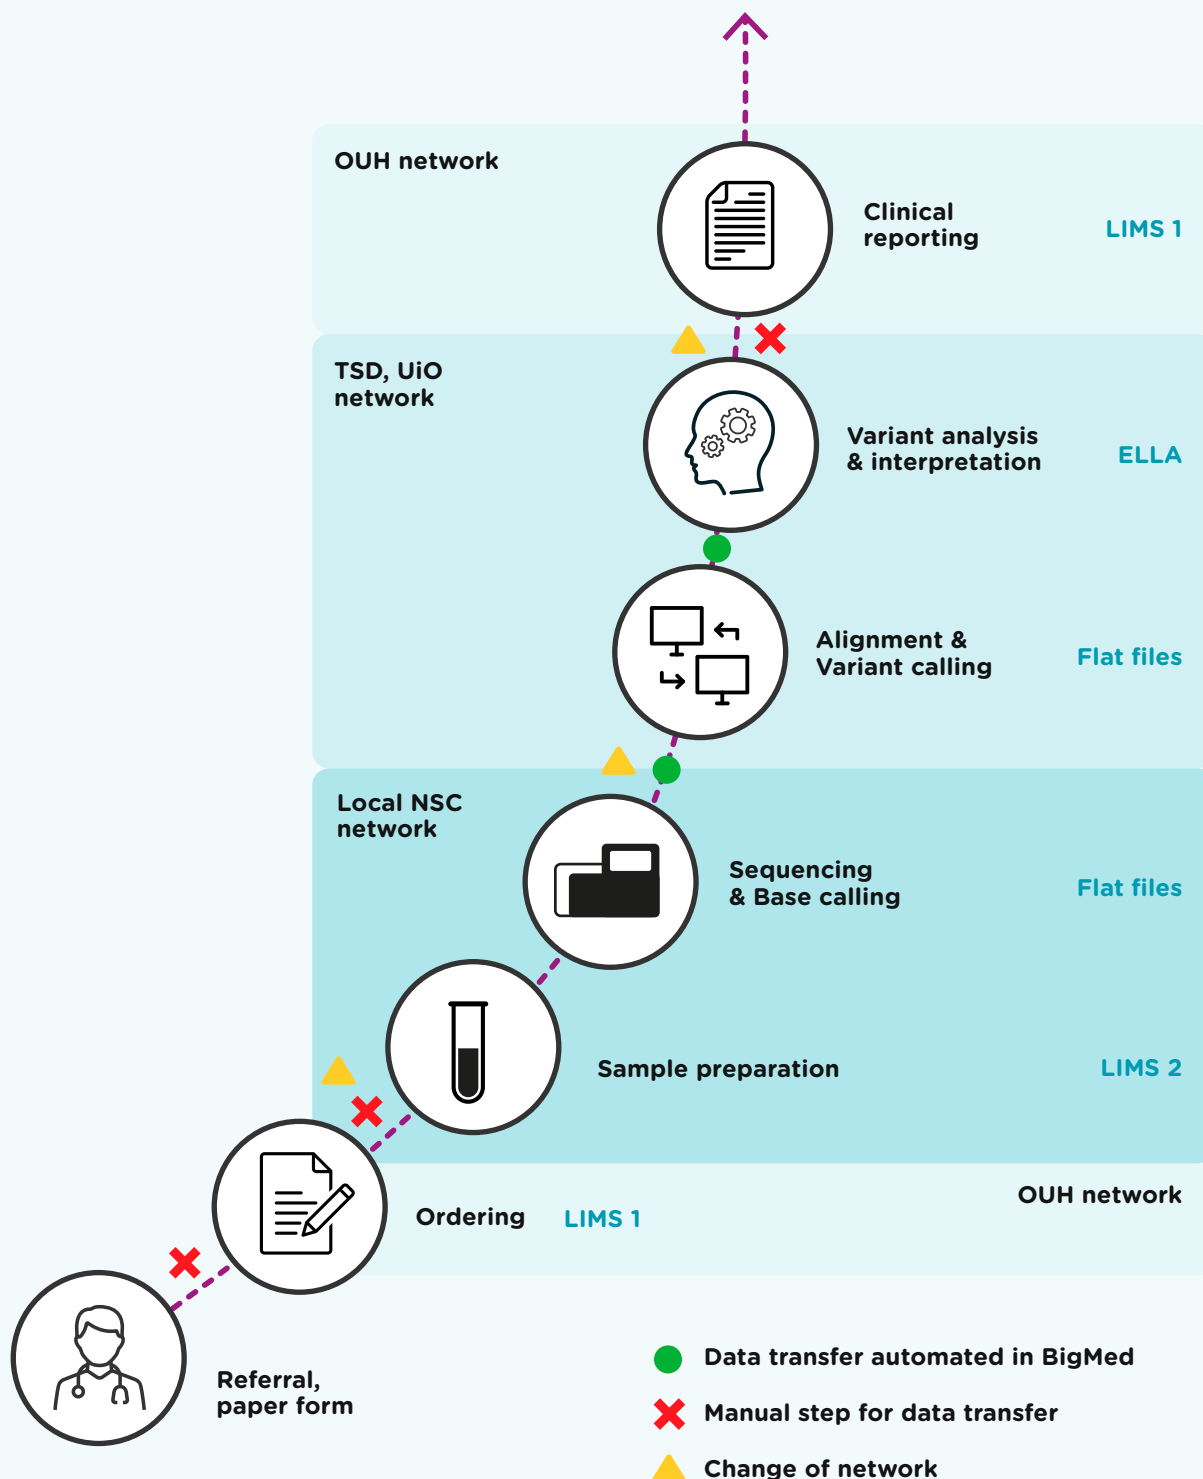 OUH network
Clinical
reporting
LIMS 1
TSD, UiO
network
Variant analysis
& interpretation
ELLA
Alignment &
Variant calling
Flat files
Local NSC
network
Sequencing
& Base calling
Flat files
Sample preparation
LIMS 2
OUH network
Ordering
LIMS 1
Referral,
paper form
Data transfer automated in BigMed
Manual step for data transfer
Change of network